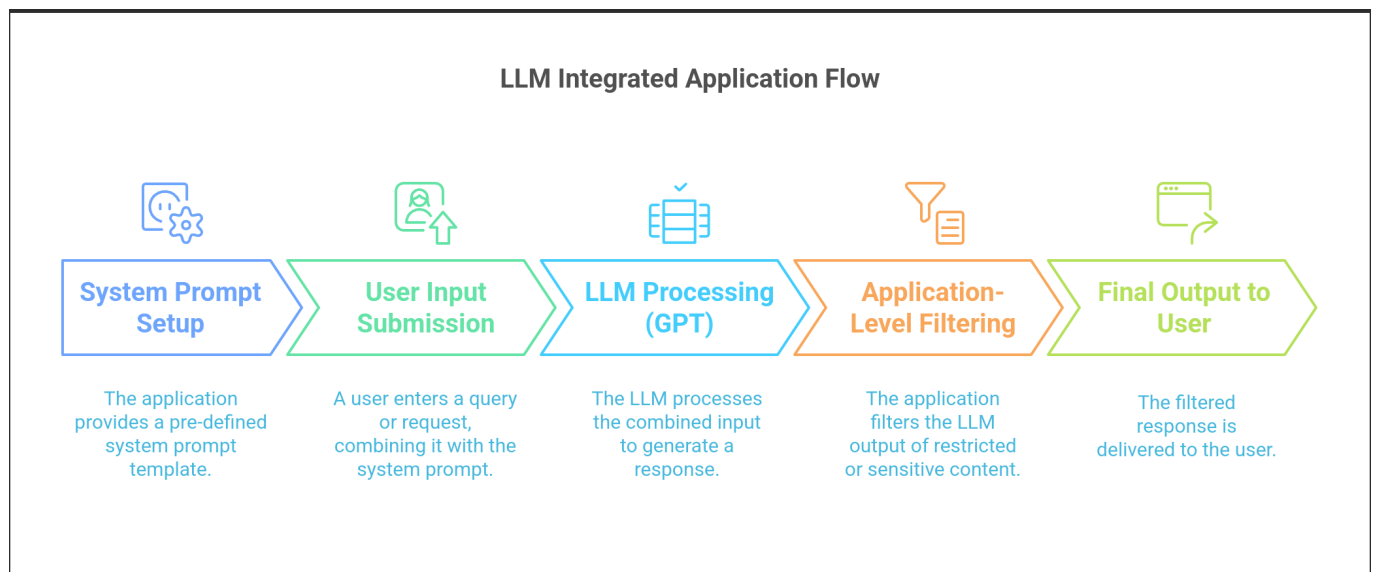 LLM Integrated Application Flow
System Prompt
Setup
User Input
Submission
LLM Processing
(GPT)
Application-
Level Filtering
Final Output to
User
The application
provides a pre-defined
system prompt
template.
A user enters a query
or request,
combining it with the
system prompt.
The LLM processes
the combined input
to generate a
response.
The application
filters the LLM
output of restricted
or sensitive content.
The filtered
response is
delivered to the user.